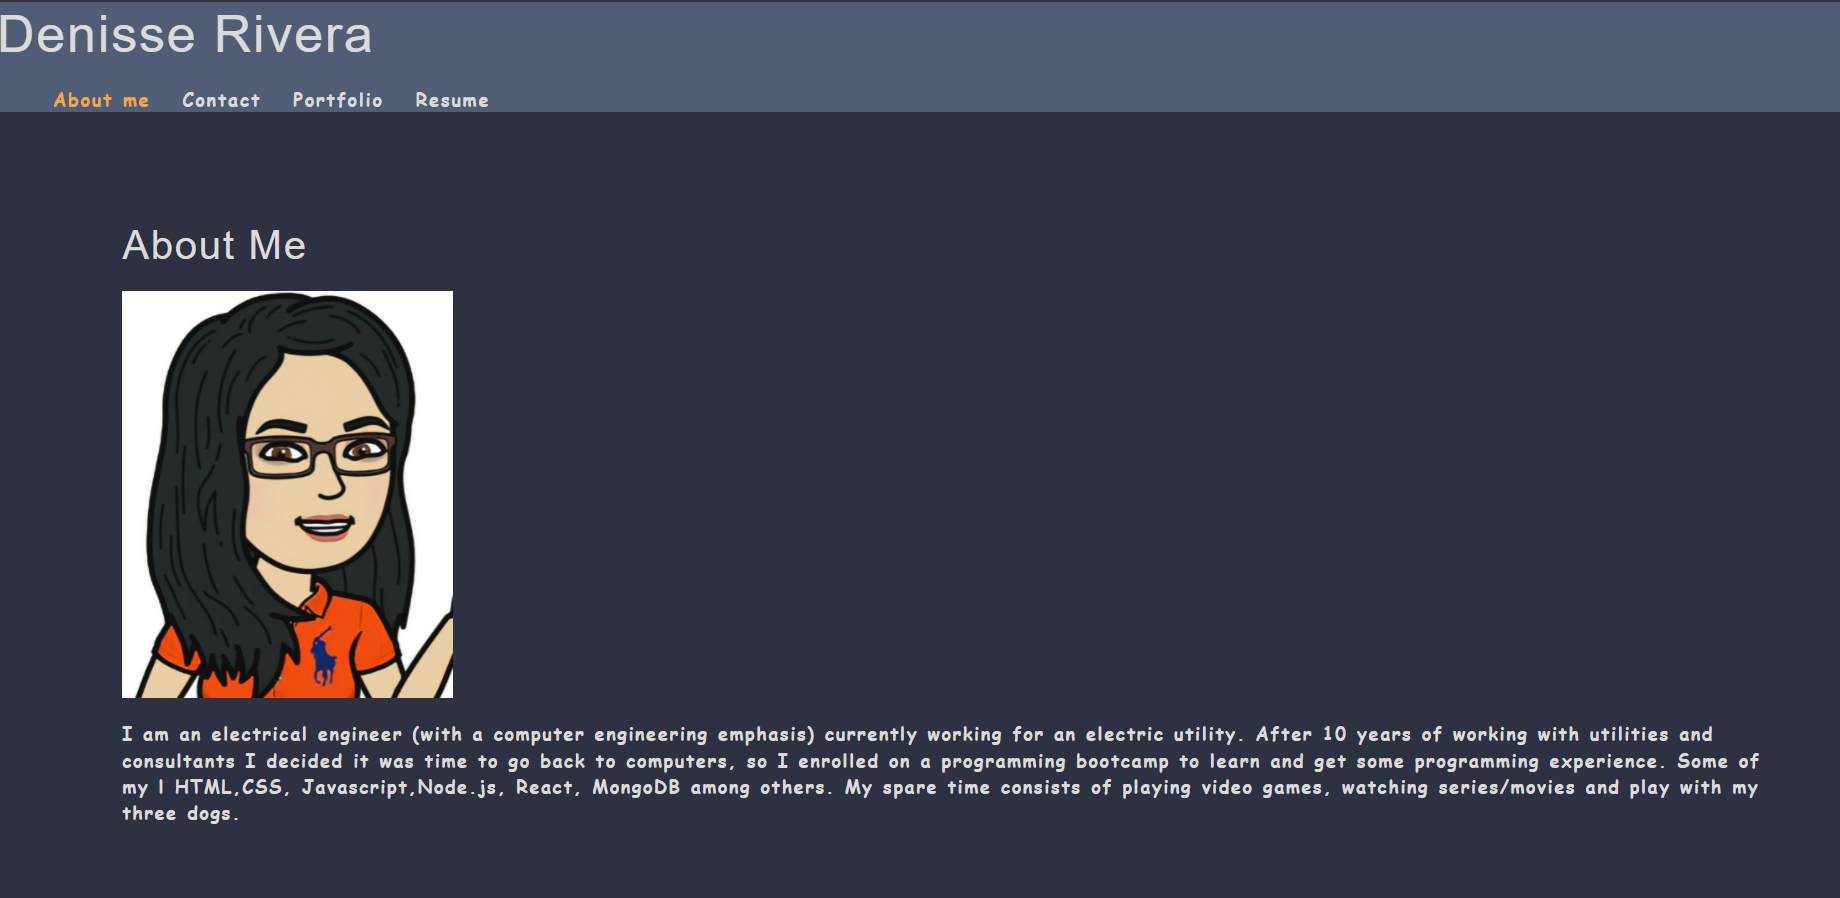 Denisse Rivera
About me Contact Portfolio Resume
About Me
I am an electrical engineer (with a computer engineering emphasis) currently working for an electric utility. After 10 years of working with utilities and
consultants I decided it was time to go back to computers, so I enrolled on a programming bootcamp to learn and get some programming experience. Some of
my l HTML,CSS, Javascript,Node.js, React, MongoDB among others. My spare time consists of playing video games, watching series/movies and play with my
three dogs.